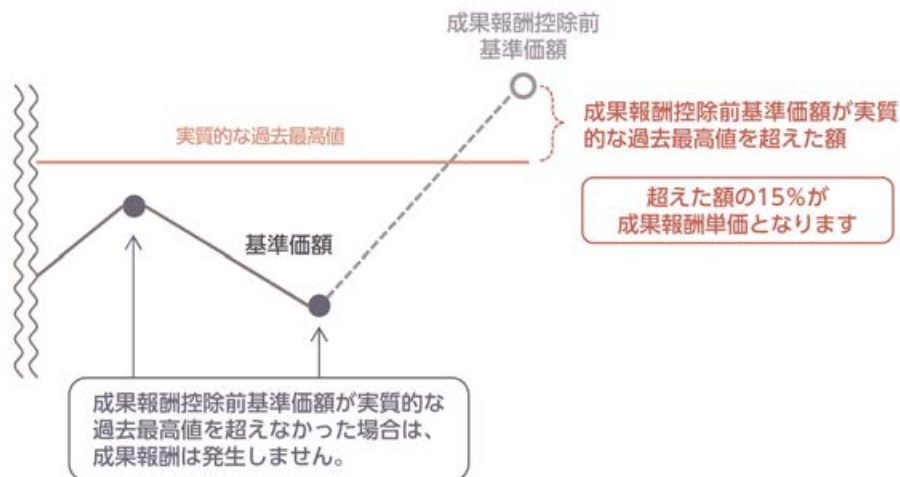 成果報酬控除前
基準価額
実質的な過去最高値
成果報酬控除前基準価額が実質
的な過去最高値を超えた額
超えた額の15%が
成果報酬単価となります
基準価額
成果報酬控除前基準価額が実質的な
過去最高値を超えなかった場合は、
成果報酬は発生しません。